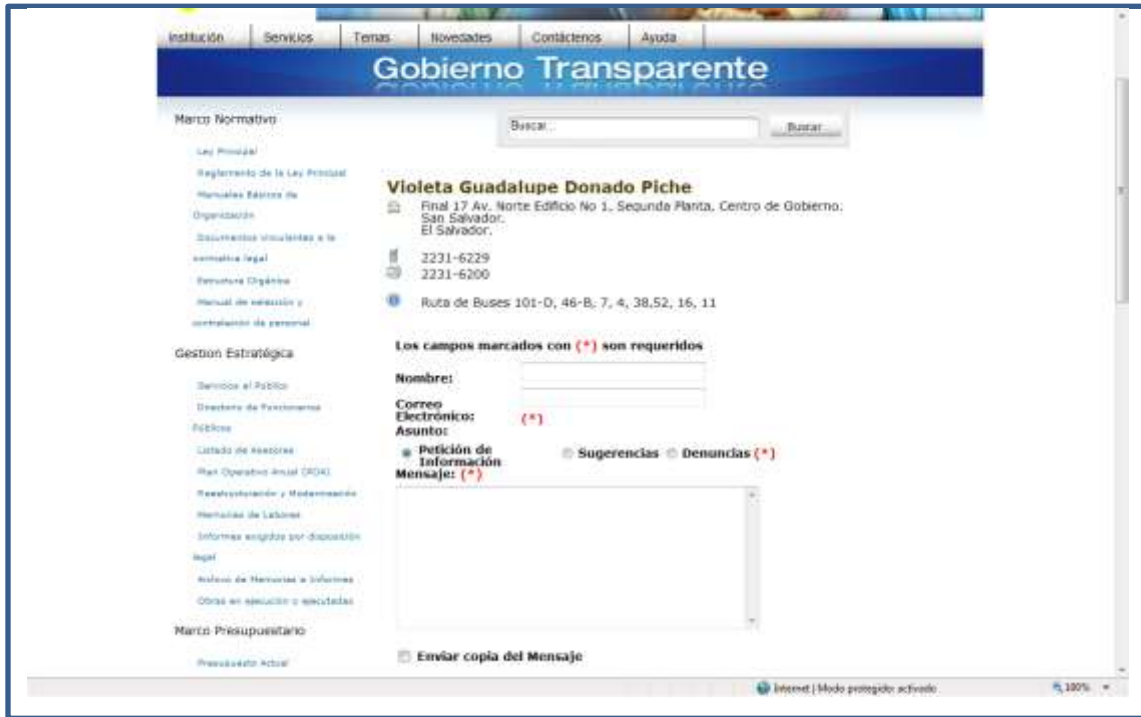 Institución Servicios Temas Novedades Contáctenos Ayuda
Gobierno Transparente
Marco Normativo
Buscar... Buscar
Ley Principal
Reglamento de la Ley Principal
Manuales Básicos de
Organización
Documentos vinculantes a la
normativa legal
Estructura Orgánica
Manual de selección y
contratación de personal
Gestion Estratégica
Servicios al Público
Directorio de Funcionarios
Públicos
Listado de Asesores
Plan Operativo Anual (POA)
Reestructuración y Modernización
Memorias de Labores
Informes exigidos por disposición
legal
Archivo de Memorias e Informes
Obras en ejecución o ejecutadas
Marco Presupuestario
Presupuesto Actual
Violeta Guadalupe Donado Piche
Final 17 Av. Norte Edificio No 1, Segunda Planta, Centro de Gobierno.
San Salvador.
El Salvador.
2231-6229
2231-6200
Ruta de Buses 101-D, 46-B, 7, 4, 38,52, 16, 11
Los campos marcados con (*) son requeridos
Nombre:
Correo
Electrónico: (*)
Asunto:
Petición de
Información
Sugerencias Denuncias (*)
Mensaje: (*)
Enviar copia del Mensaje
Internet | Modo protegido: activado 100%